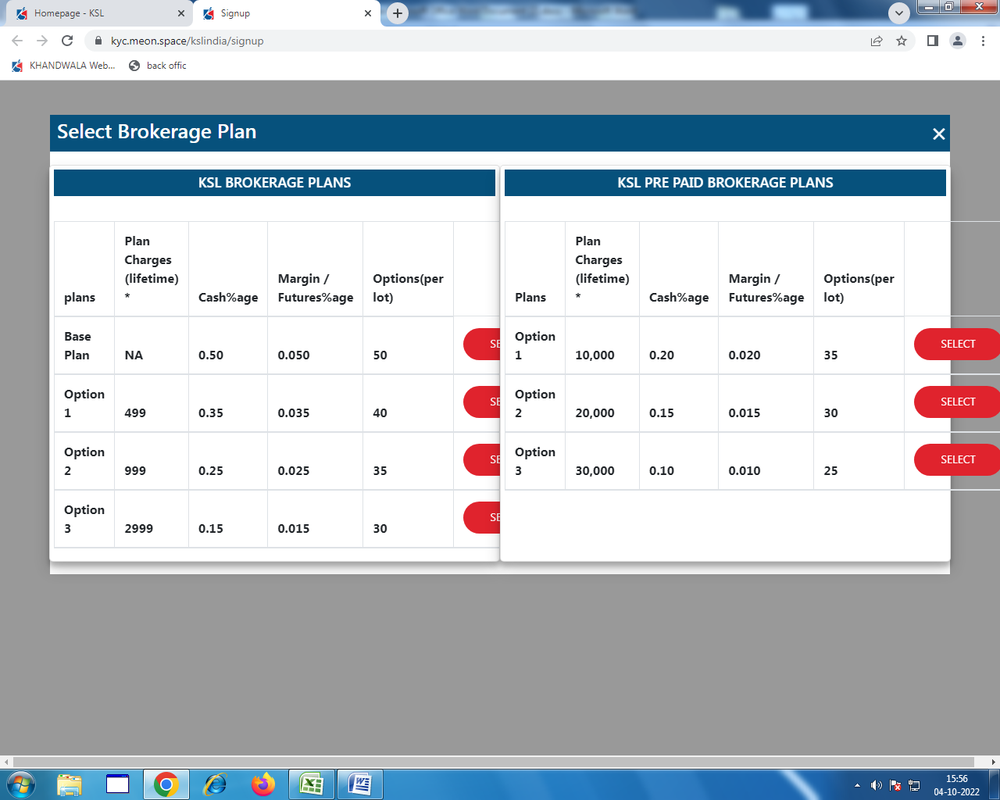 Homepage - KSL
Signup
kyc.meon.space/kslindia/signup
KHANDWALA Web...
back offic
Select Brokerage Plan
KSL BROKERAGE PLANS
plans
Plan
Charges
(lifetime)
*
Cash%age
Margin /
Futures%age
Options(per
lot)
Base
Plan
NA
0.50
0.050
50
SE
Option
1
499
0.35
0.035
40
SE
Option
2
999
0.25
0.025
35
SE
Option
3
2999
0.15
0.015
30
SE
KSL PRE PAID BROKERAGE PLANS
Plans
Plan
Charges
(lifetime)
*
Cash%age
Margin /
Futures%age
Options(per
lot)
Option
1
10,000
0.20
0.020
35
SELECT
Option
2
20,000
0.15
0.015
30
SELECT
Option
3
30,000
0.10
0.010
25
SELECT
15:56
04-10-2022